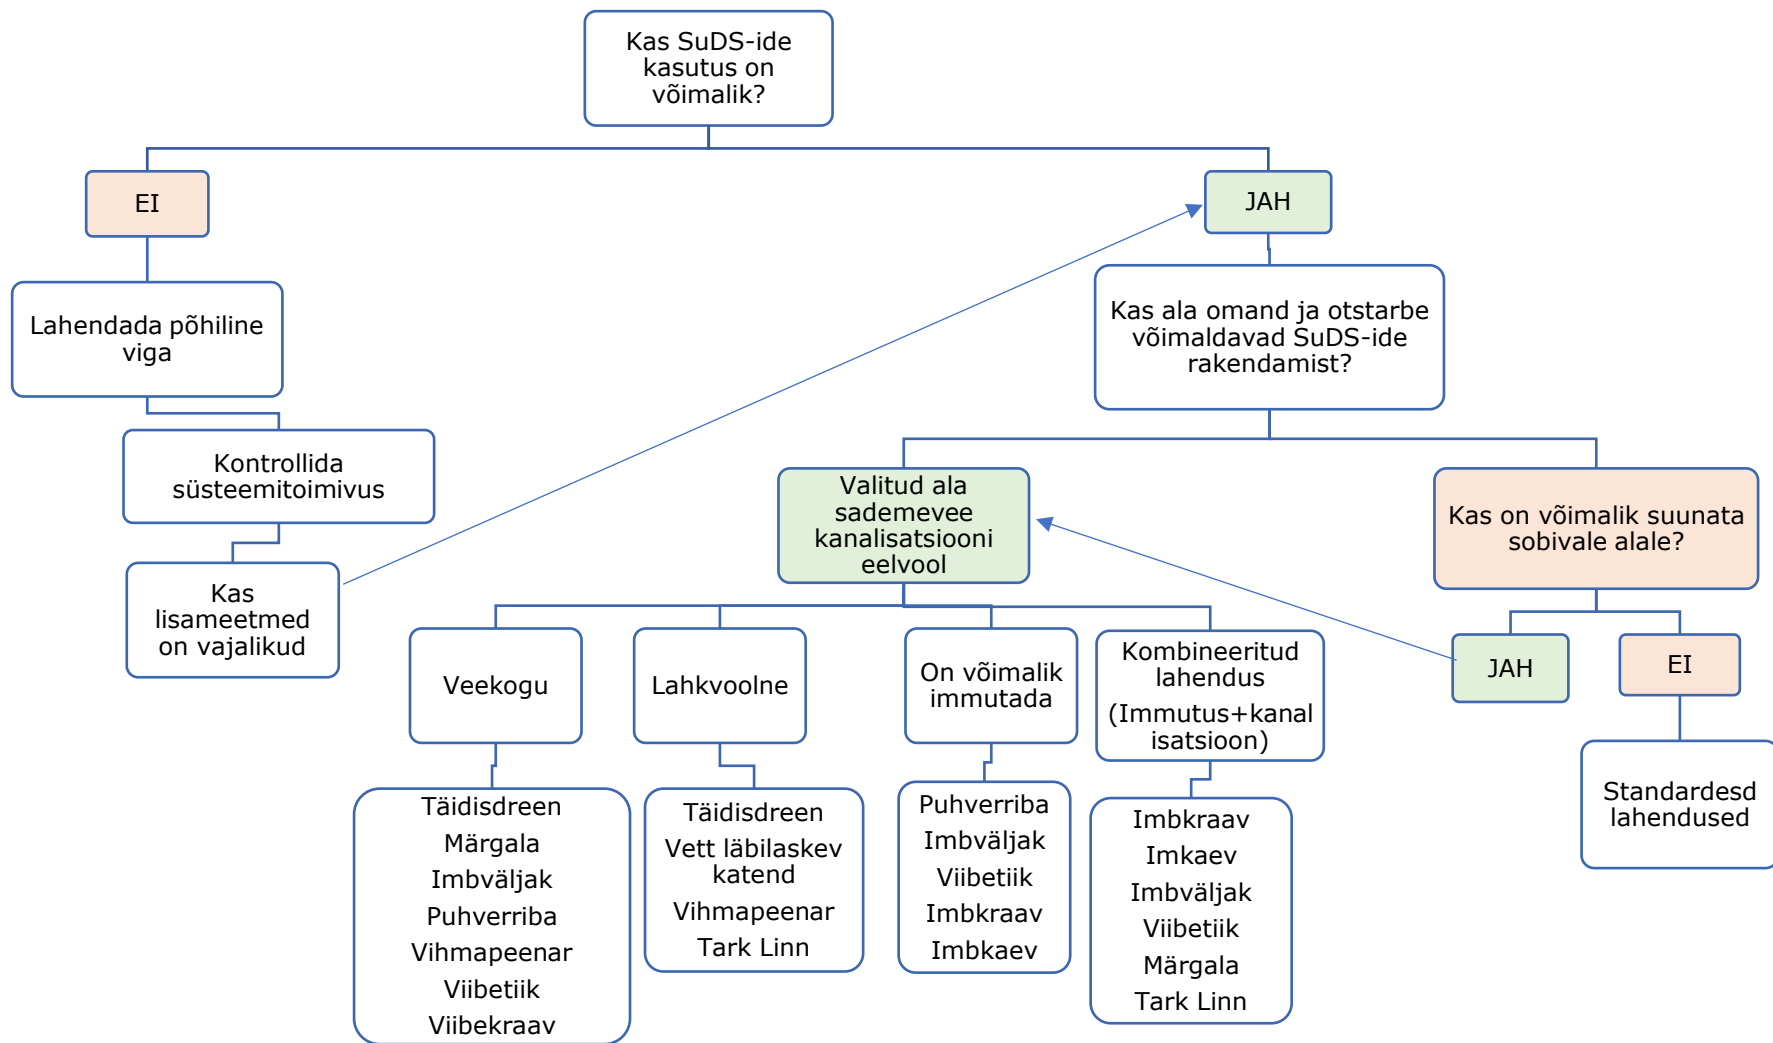 Kas SuDS-ide
kasutus on
võimalik?
EI
JAH
Lahendada põhiline
viga
Kas ala omand ja otstarbe
võimaldavad SuDS-ide
rakendamist?
Kontrollida
süsteemitoimivus
Valitud ala
sademevee
kanalisatsiooni
eelvool
Kas on võimalik suunata
sobivale alale?
Kas
lisameetmed
on vajalikud
Veekogu
Lahkvoolne
On võimalik
immutada
Kombineeritud
lahendus
(Immutus+kanal
isatsioon)
JAH
EI
Täidisdreen
Märgala
Imbväljak
Puhverriba
Vihmapeenar
Viibetiik
Viibekraav
Täidisdreen
Vett läbilaskev
katend
Vihmapeenar
Tark Linn
Puhverriba
Imbväljak
Viibetiik
Imbkraav
Imbkaev
Imbkraav
Imkaev
Imbväljak
Viibetiik
Märgala
Tark Linn
Standardesd
lahendused